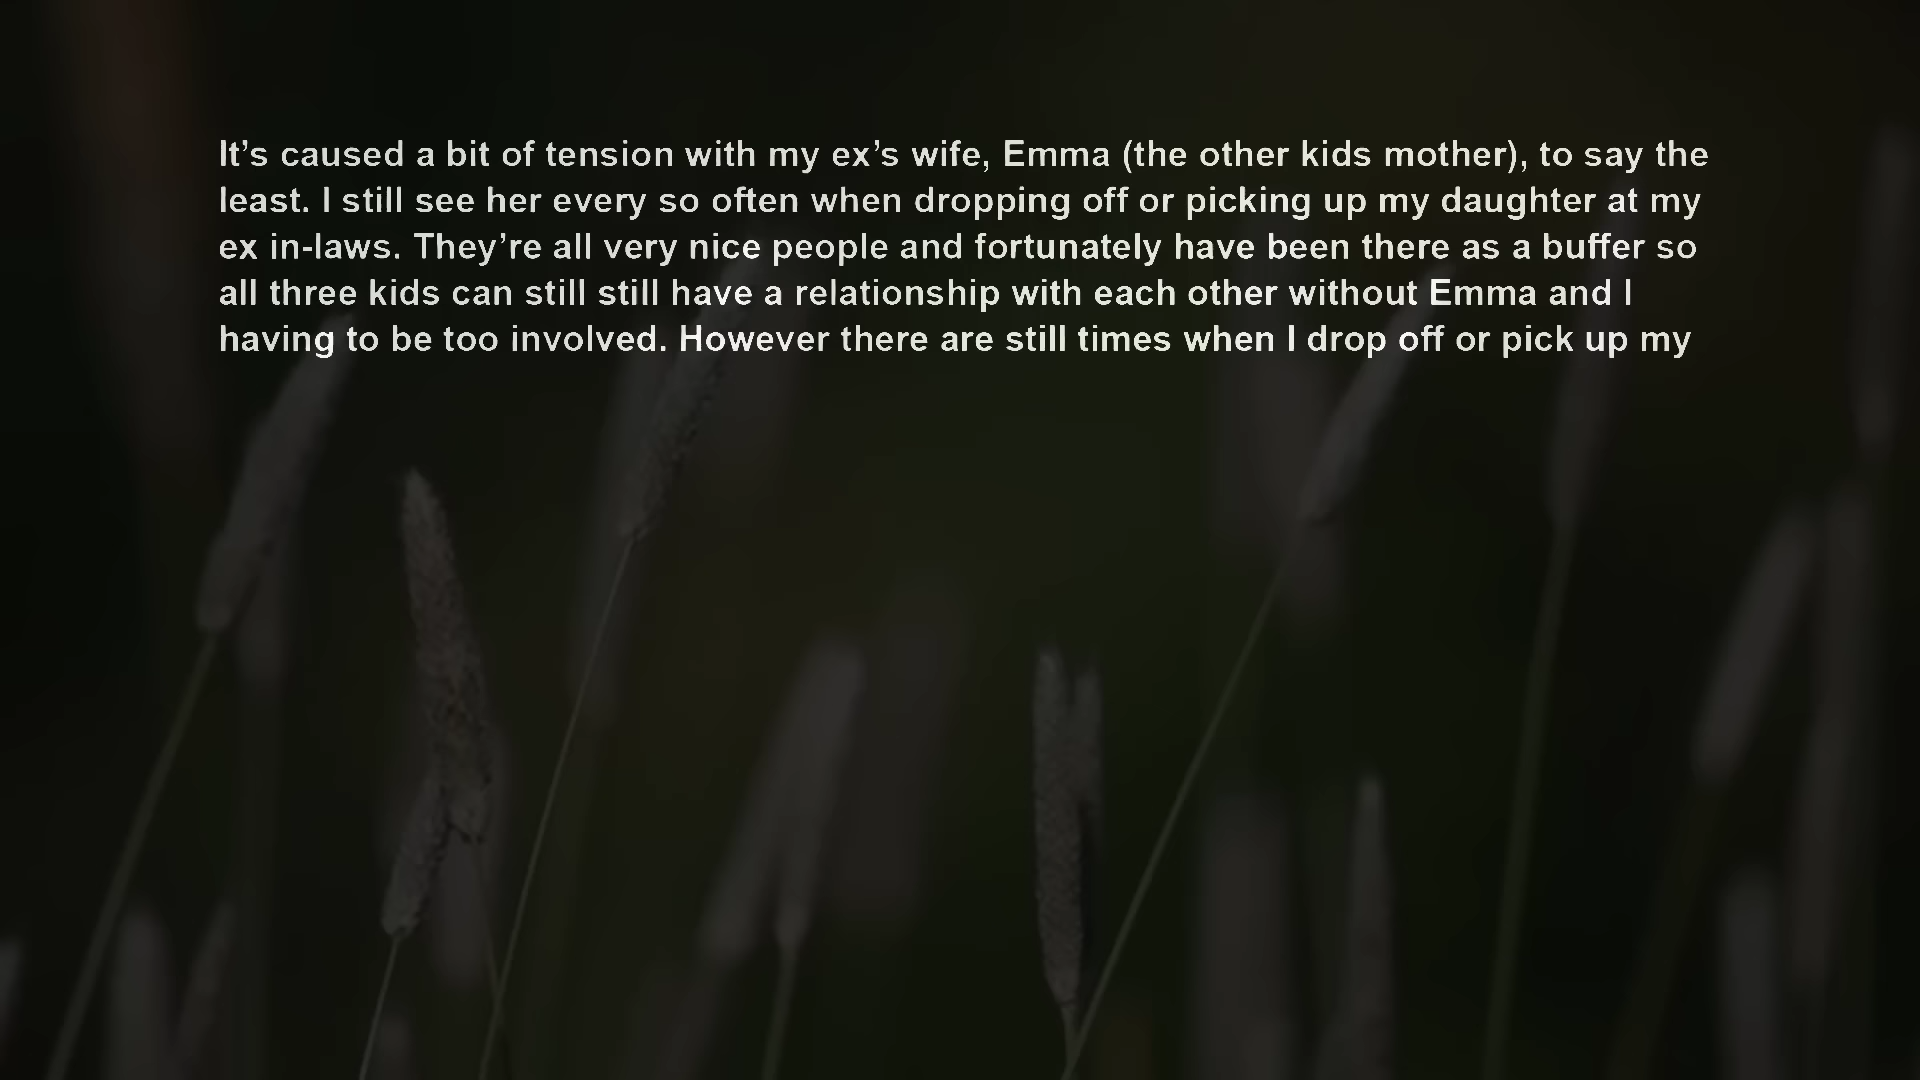 It’s caused a bit of tension with my ex’s wife, Emma (the other kids mother), to say the
least. I still see her every so often when dropping off or picking up my daughter at my
ex in-laws. They’re all very nice people and fortunately have been there as a buffer so
all three kids can still still have a relationship with each other without Emma and I
having to be too involved. However there are still times when I drop off or pick up my